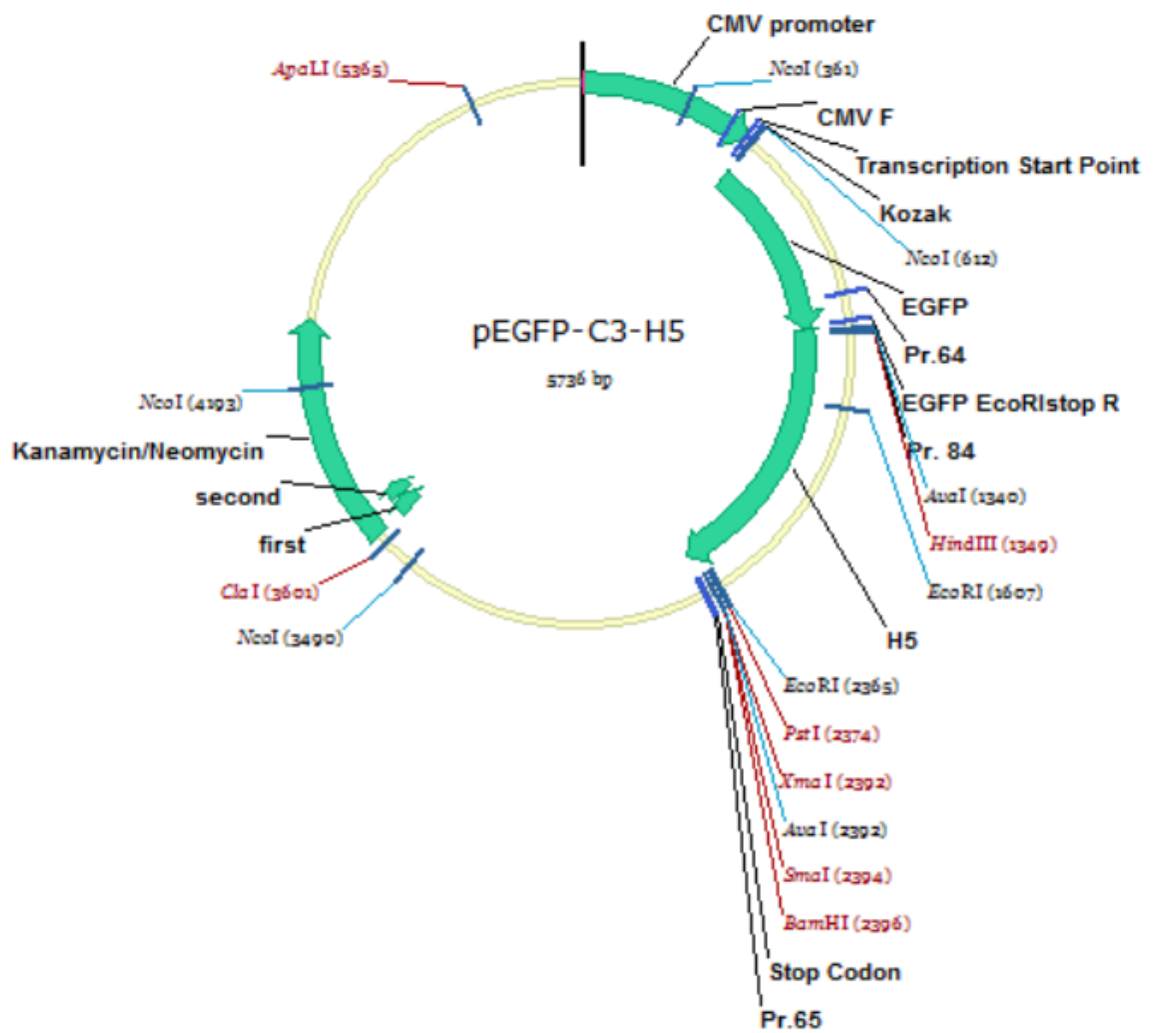 CMV promoter
ApaLI (5365)
NcoI (361)
CMV F
Transcription Start Point
Kozak
NcoI (612)
EGFP
pEGFP-C3-H5
5736 bp
Pr.64
NcoI (4193)
EGFP EcoRIstop R
Kanamycin/Neomycin
Pr. 84
second
AvaI (1340)
first
HindIII (1349)
ClaI (3601)
EcoRI (1607)
NcoI (3490)
H5
EcoRI (2365)
PstI (2374)
XmaI (2392)
AvaI (2392)
SmaI (2394)
BamHI (2396)
Stop Codon
Pr.65